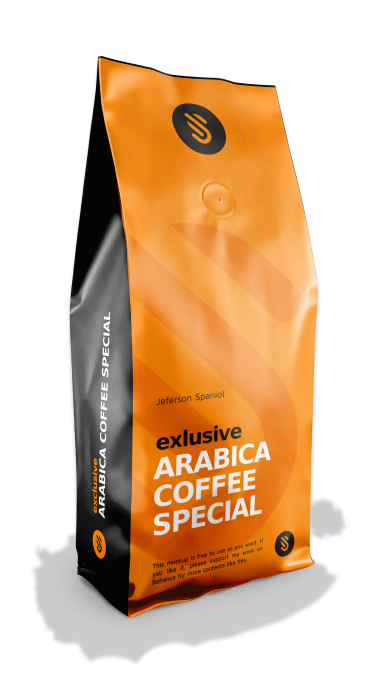 Jeferson Spaniol
exlusive
ARABICA
COFFEE
SPECIAL
This mockup is free to use as you want. If
you like it, please support my work on
Behance for more contents like this.
exclusive
ARABICA COFFEE SPECIAL